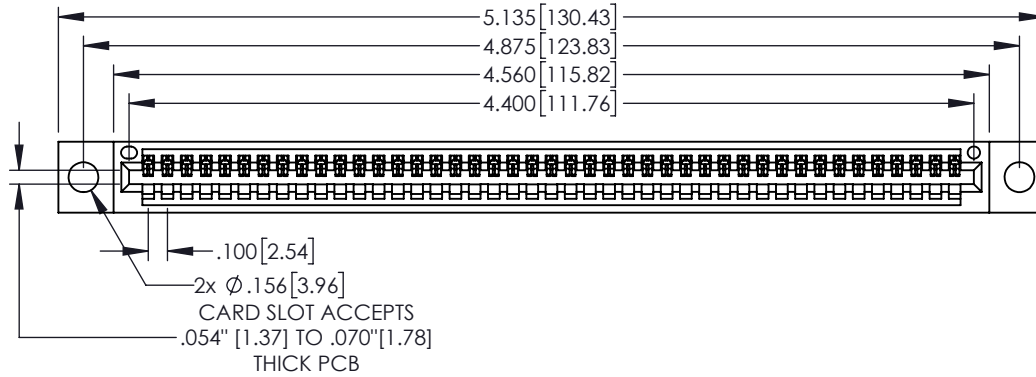 5.135[130.43]
4.875[123.83]
4.560[115.82]
4.400[111.76]
.100[2.54]
2x Ø.156[3.96]
CARD SLOT ACCEPTS
.054" [1.37] TO .070"[1.78]
THICK PCB